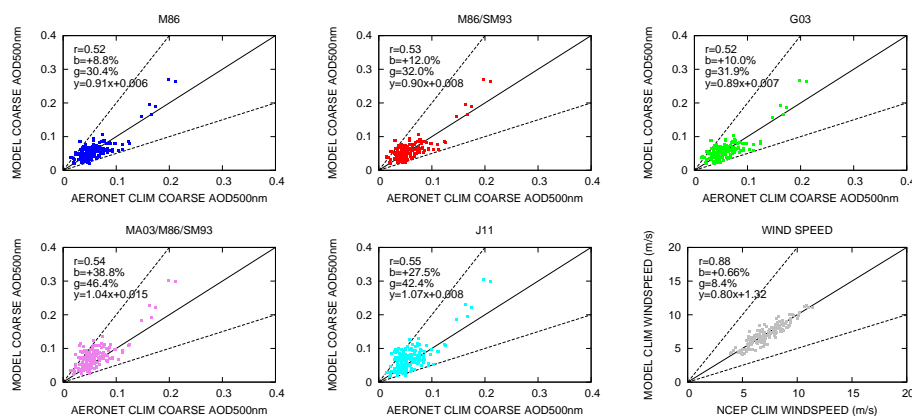 M86
MODEL COARSE AOD500nm
0.4
0.3
0.2
0.1
0
r=0.52
b=+8.8%
g=30.4%
y=0.91x+0.006
0 0.1 0.2 0.3 0.4
AERONET CLIM COARSE AOD500nm
M86/SM93
MODEL COARSE AOD500nm
0.4
0.3
0.2
0.1
0
r=0.53
b=+12.0%
g=32.0%
y=0.90x+0.008
0 0.1 0.2 0.3 0.4
AERONET CLIM COARSE AOD500nm
G03
MODEL COARSE AOD500nm
0.4
0.3
0.2
0.1
0
r=0.52
b=+10.0%
g=31.9%
y=0.89x+0.007
0 0.1 0.2 0.3 0.4
AERONET CLIM COARSE AOD500nm
MA03/M86/SM93
MODEL COARSE AOD500nm
0.4
0.3
0.2
0.1
0
r=0.54
b=+38.8%
g=46.4%
y=1.04x+0.015
0 0.1 0.2 0.3 0.4
AERONET CLIM COARSE AOD500nm
J11
MODEL COARSE AOD500nm
0.4
0.3
0.2
0.1
0
r=0.55
b=+27.5%
g=42.4%
y=1.07x+0.008
0 0.1 0.2 0.3 0.4
AERONET CLIM COARSE AOD500nm
WIND SPEED
MODEL CLIM WINDSPEED (m/s)
20
15
10
5
0
r=0.88
b=+0.66%
g=8.4%
y=0.80x+1.32
0 5 10 15 20
NCEP CLIM WINDSPEED (m/s)